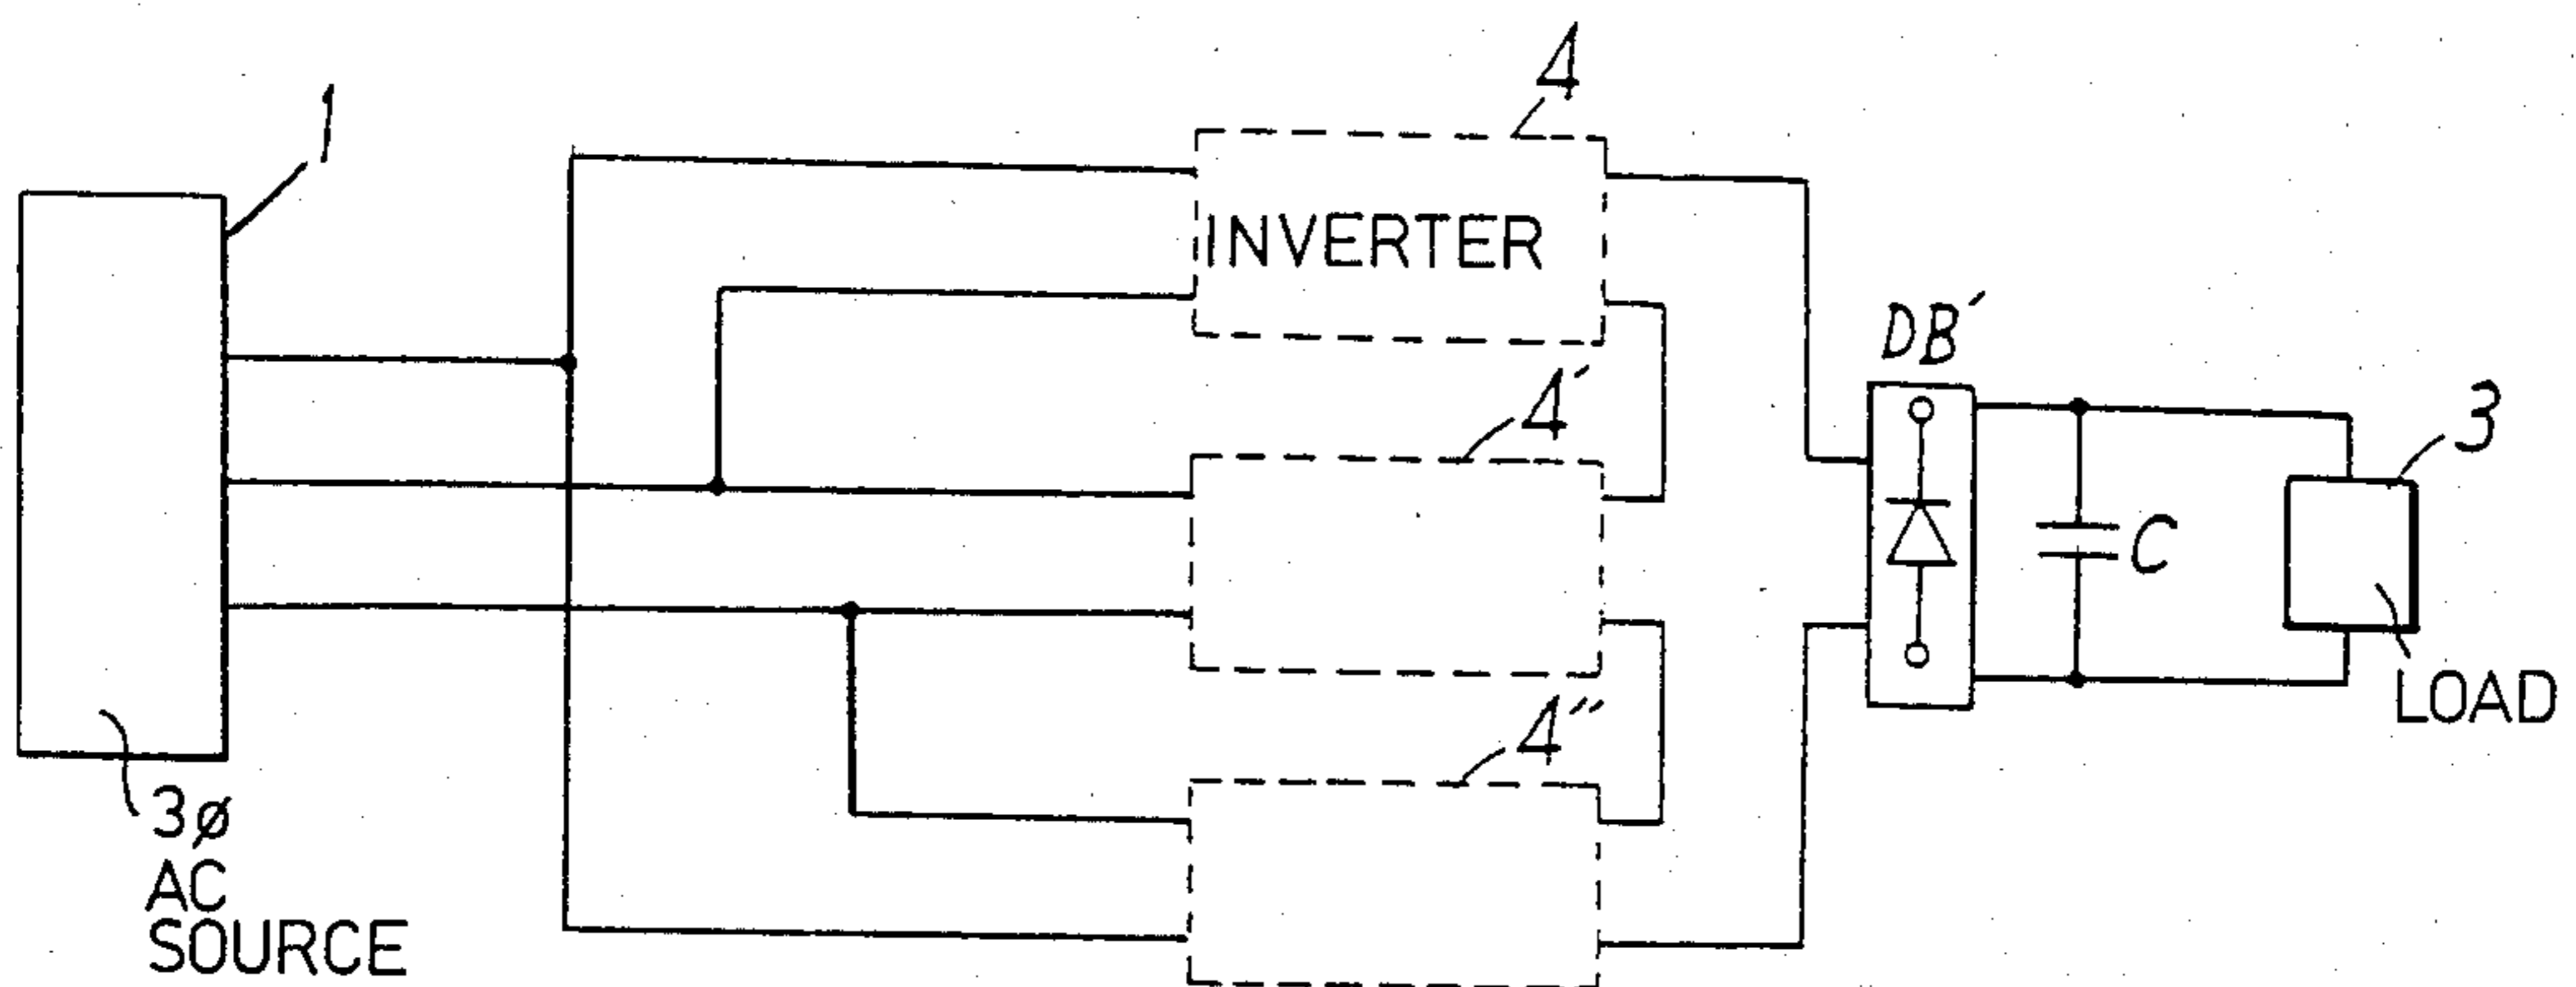 1
4
INVERTER
DB′
4′
3
C
4″
LOAD
3ø
AC
SOURCE